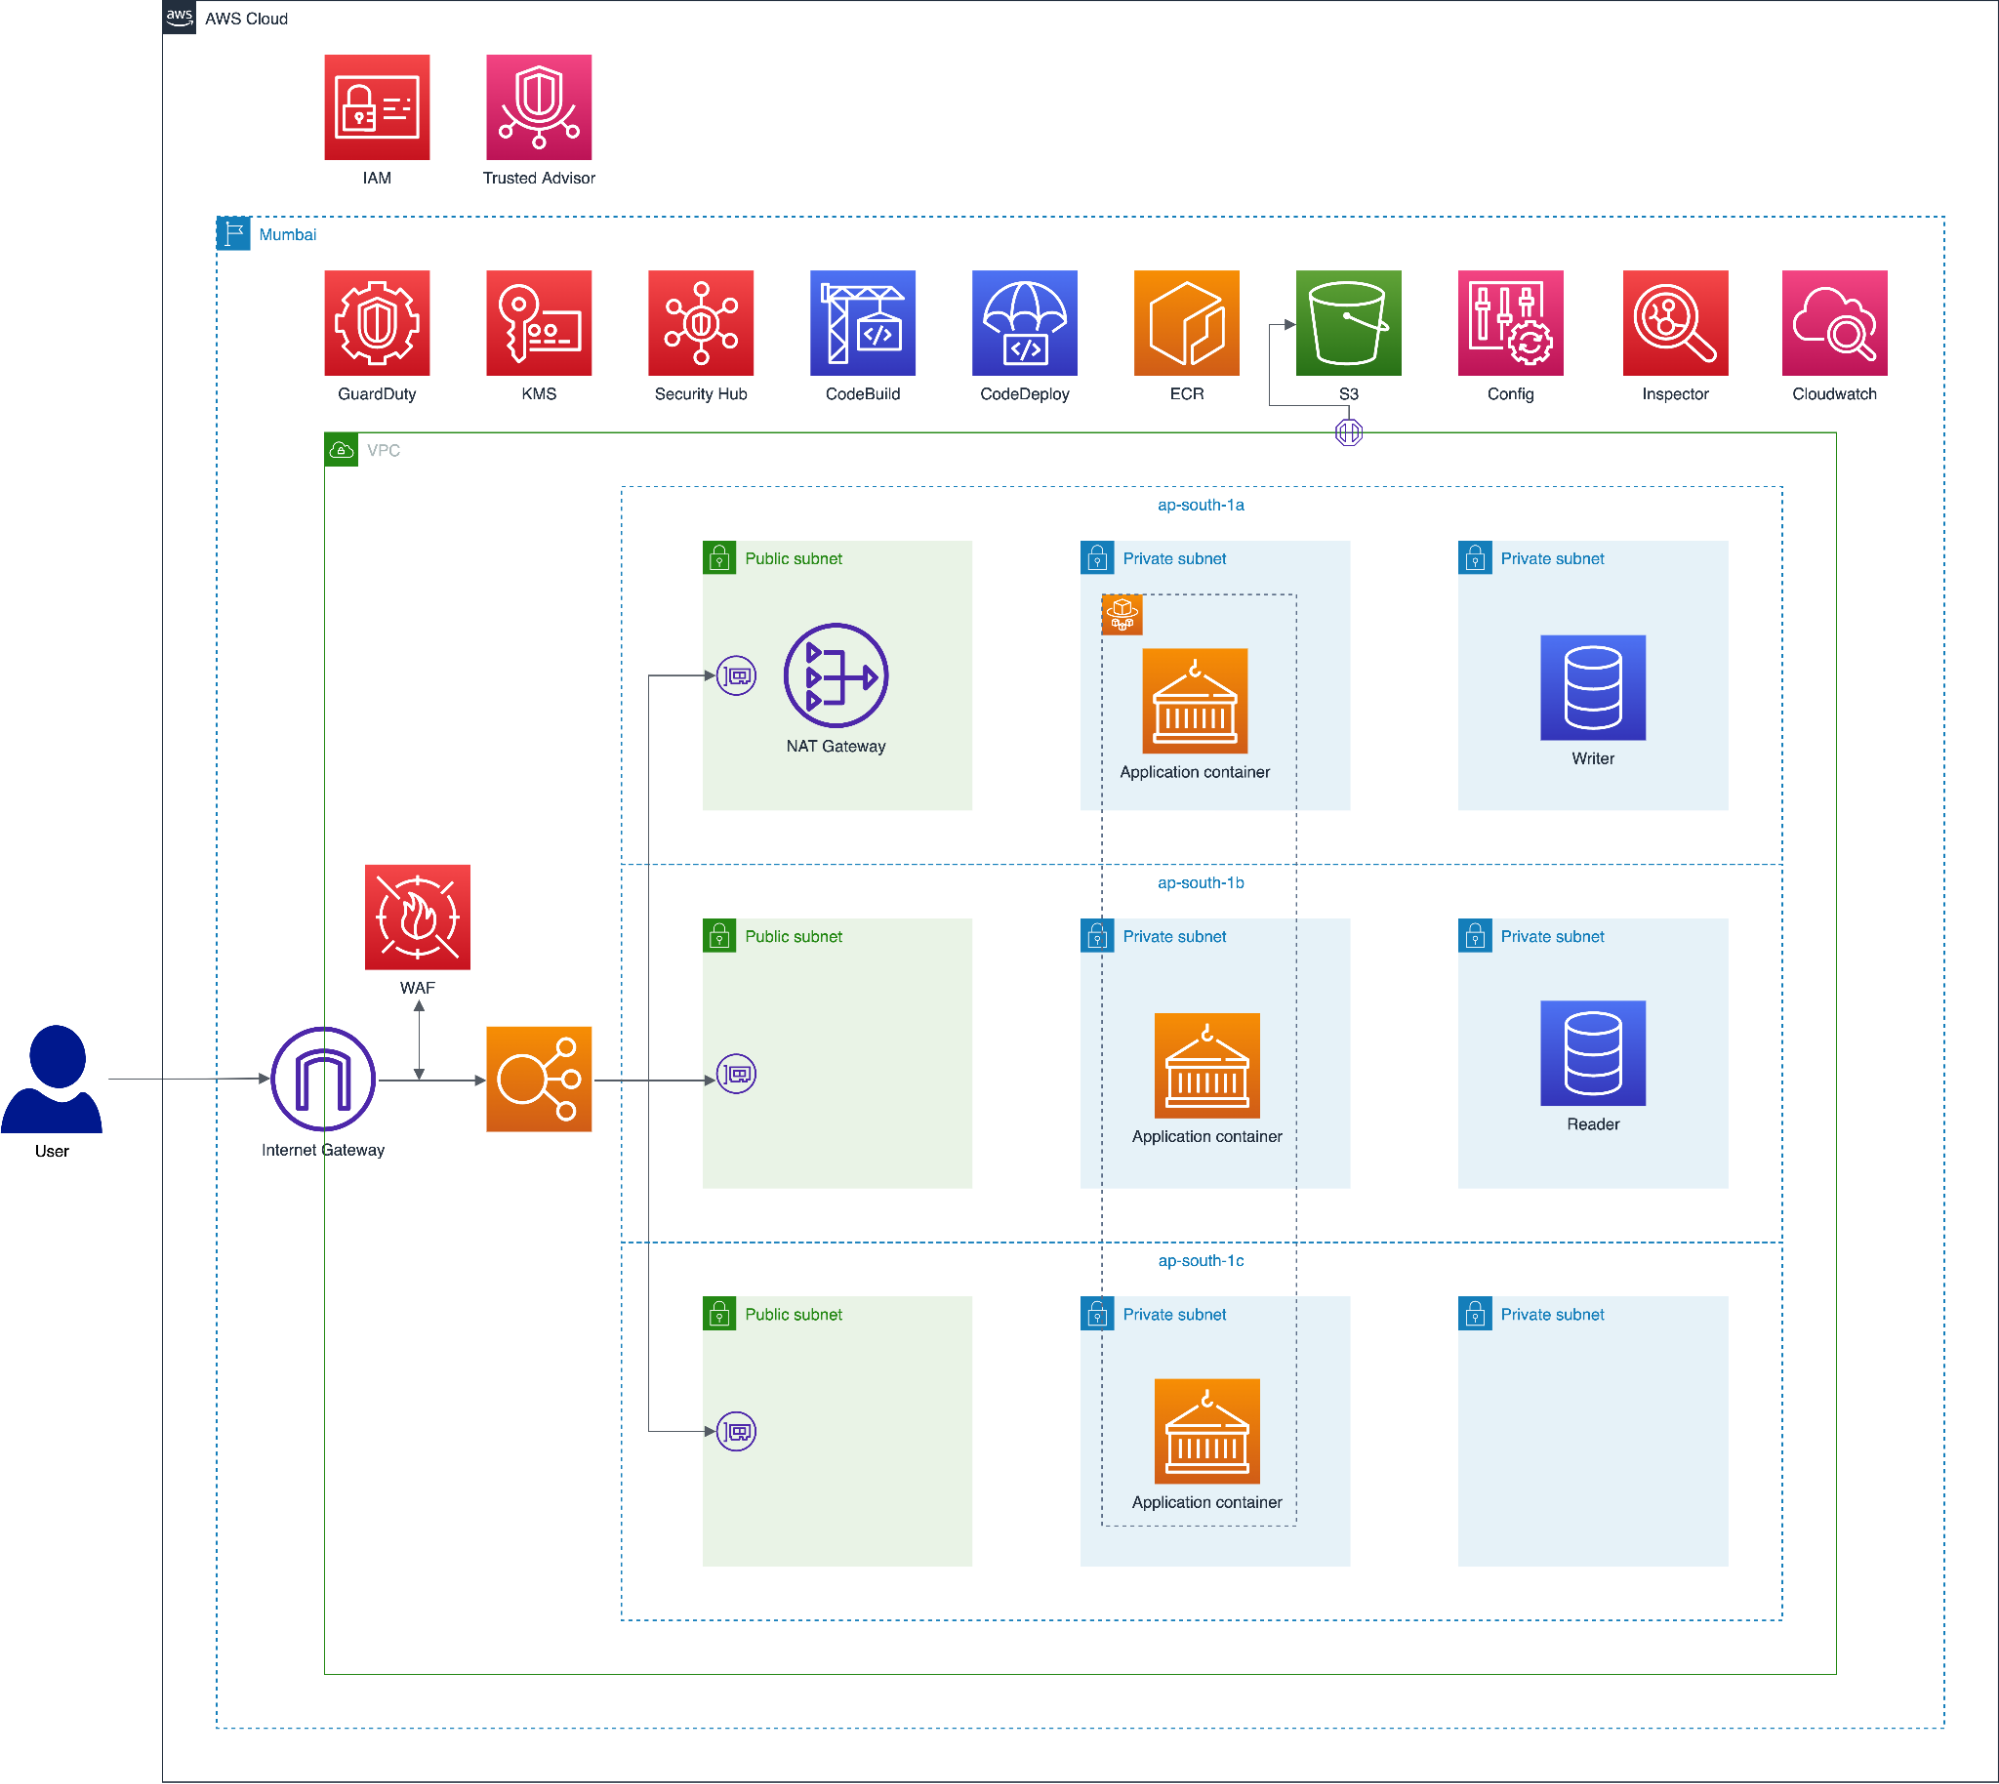 aws
AWS Cloud
IAM
Trusted Advisor
Mumbai
GuardDuty
KMS
Security Hub
CodeBuild
CodeDeploy
ECR
S3
Config
Inspector
Cloudwatch
VPC
ap-south-1a
Public subnet
Private subnet
Private subnet
NAT Gateway
Application container
Writer
ap-south-1b
Public subnet
Private subnet
Private subnet
WAF
Application container
Reader
User
Internet Gateway
ap-south-1c
Public subnet
Private subnet
Private subnet
Application container